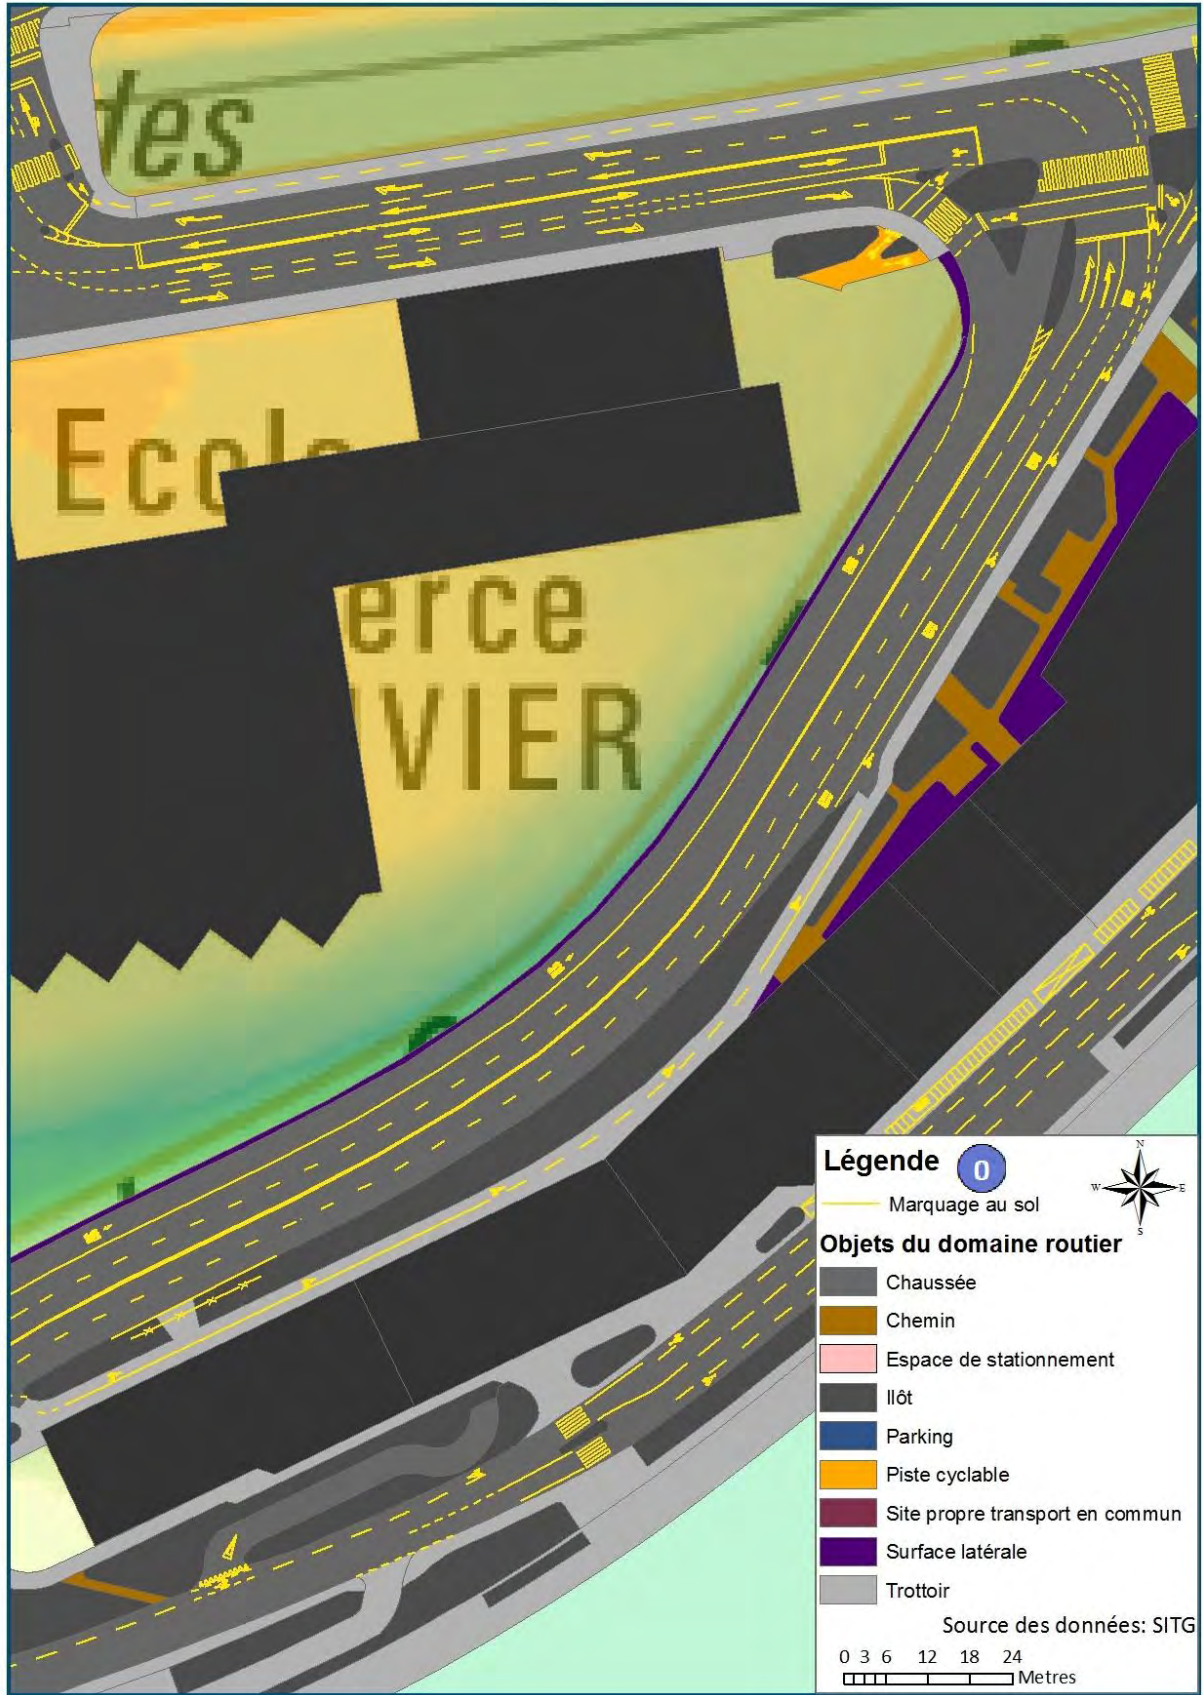 des
Ecole
erce
VIER
Légende 0
N
W E
S
Marquage au sol
Objets du domaine routier
Chaussée
Chemin
Espace de stationnement
Ilôt
Parking
Piste cyclable
Site propre transport en commun
Surface latérale
Trottoir
Source des données: SITG
0 3 6 12 18 24
Metres